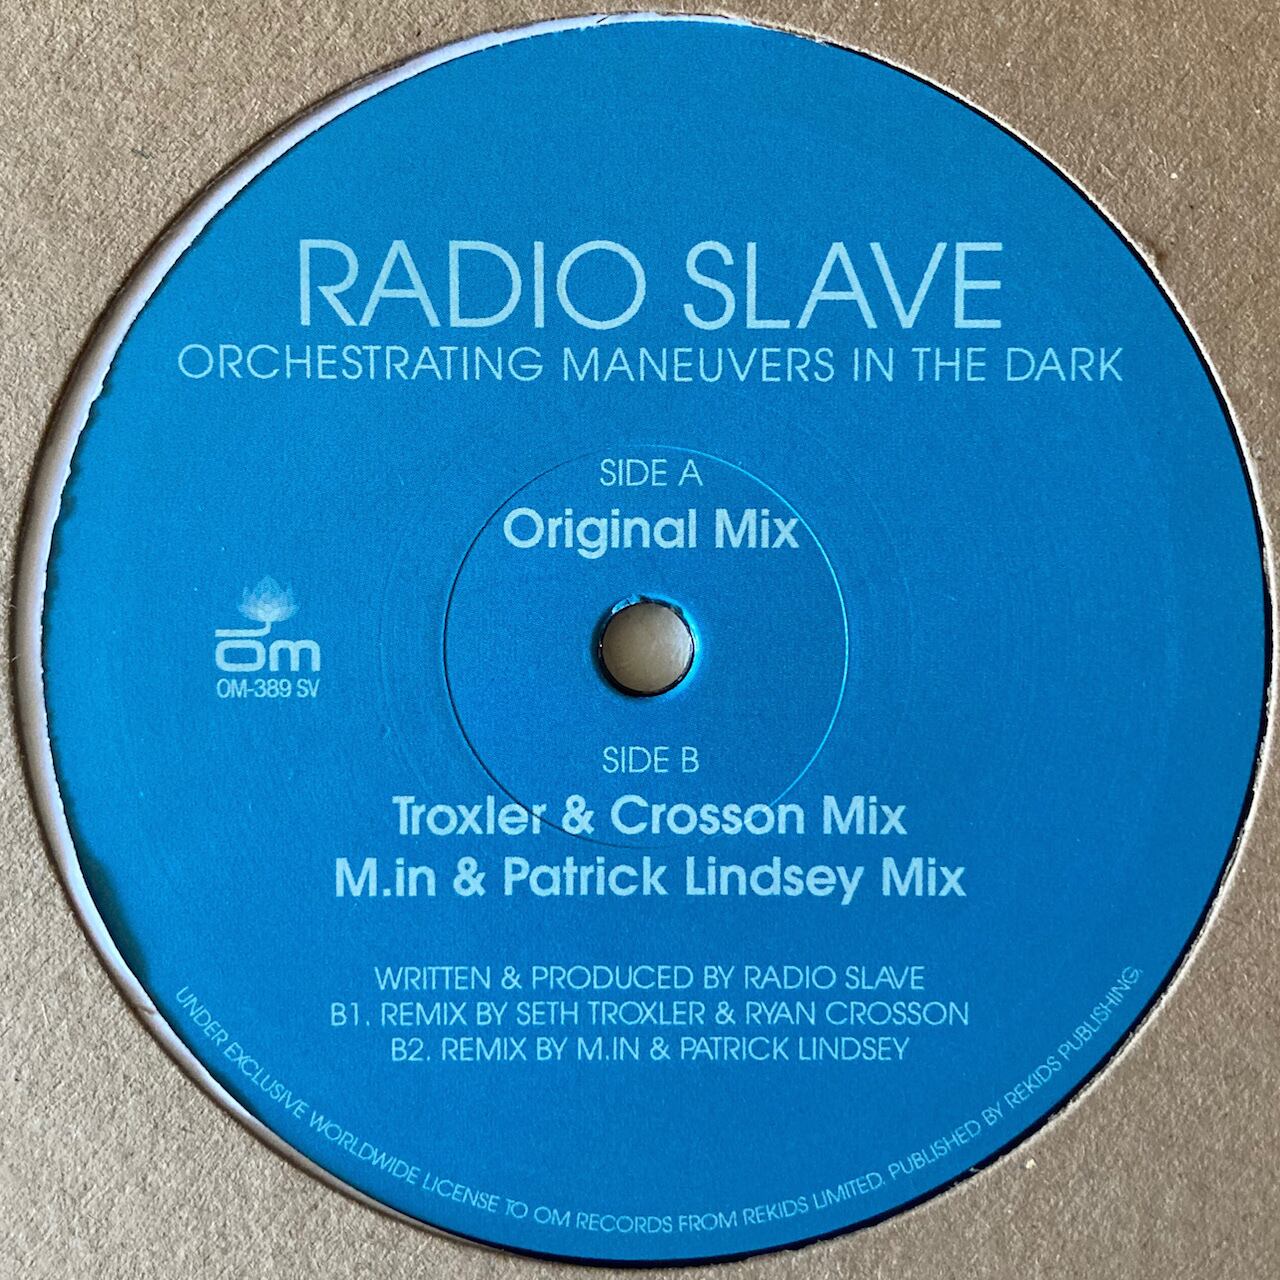 RADIO SLAVE
ORCHESTRATING MANEUVERS IN THE DARK
SIDE A
Original Mix
om
OM-389 SV
SIDE B
Troxler & Crosson Mix
M.in & Patrick Lindsey Mix
WRITTEN & PRODUCED BY RADIO SLAVE
B1. REMIX BY SETH TROXLER & RYAN CROSSON
B2. REMIX BY M.IN & PATRICK LINDSEY
UNDER EXCLUSIVE WORLDWIDE LICENSE TO OM RECORDS FROM REKIDS LIMITED. PUBLISHED BY REKIDS PUBLISHING.